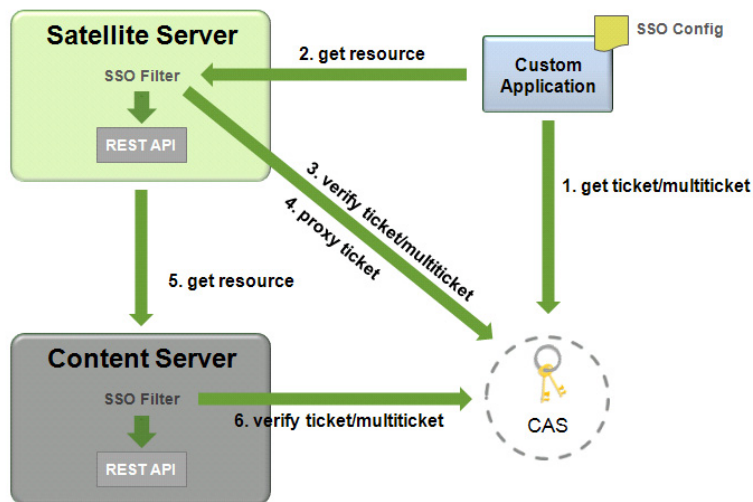 Satellite Server
SSO Filter
REST API
2. get resource
SSO Config
Custom
Application
1. get ticket/multiticket
3. verify ticket/multiticket
4. proxy ticket
5. get resource
Content Server
SSO Filter
REST API
6. verify ticket/multiticket
CAS